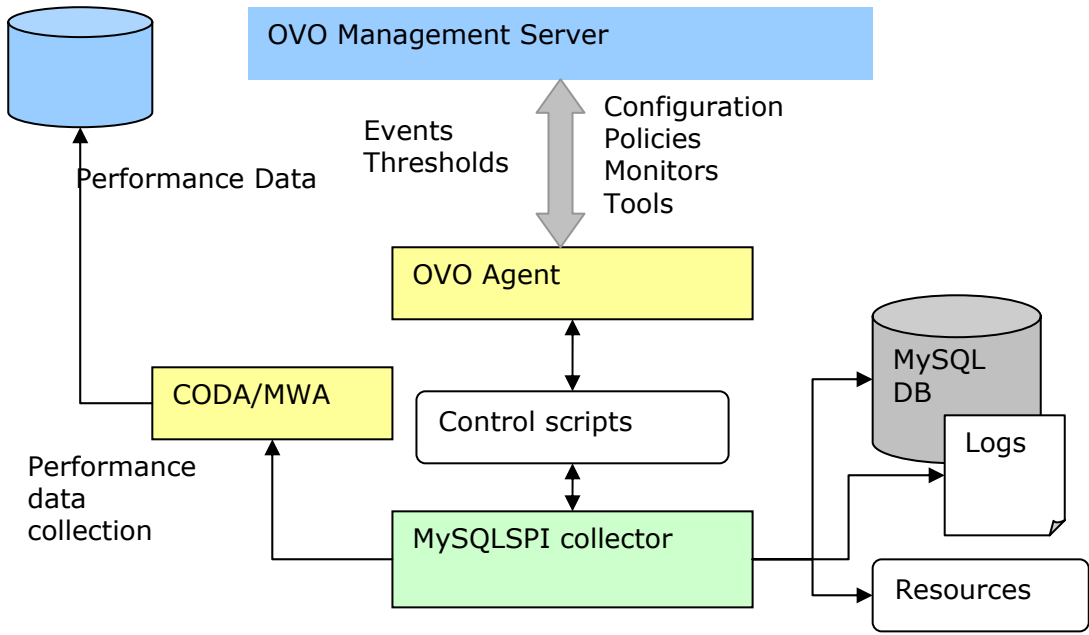 OVO Management Server
Events
Thresholds
Configuration
Policies
Monitors
Tools
Performance Data
OVO Agent
MySQL
DB
CODA/MWA
Control scripts
Logs
Performance
data
collection
MySQLSPI collector
Resources